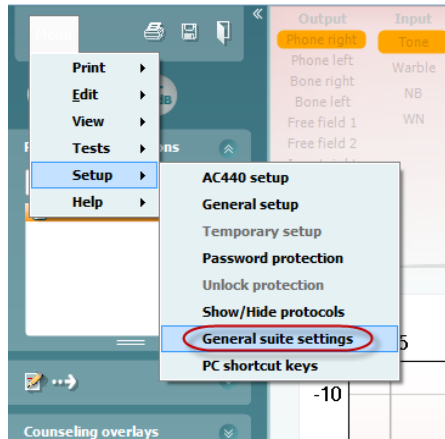 Menu
Output Input
Phone right Tone
Phone left Warble
Bone right NB
Bone left WN
Free field 1
Free field 2
Print
Edit
View
Tests
Setup
Help
dB
ns
AC440 setup
General setup
Temporary setup
Password protection
Unlock protection
Show/Hide protocols
General suite settings
PC shortcut keys
5
-10
Counseling overlays